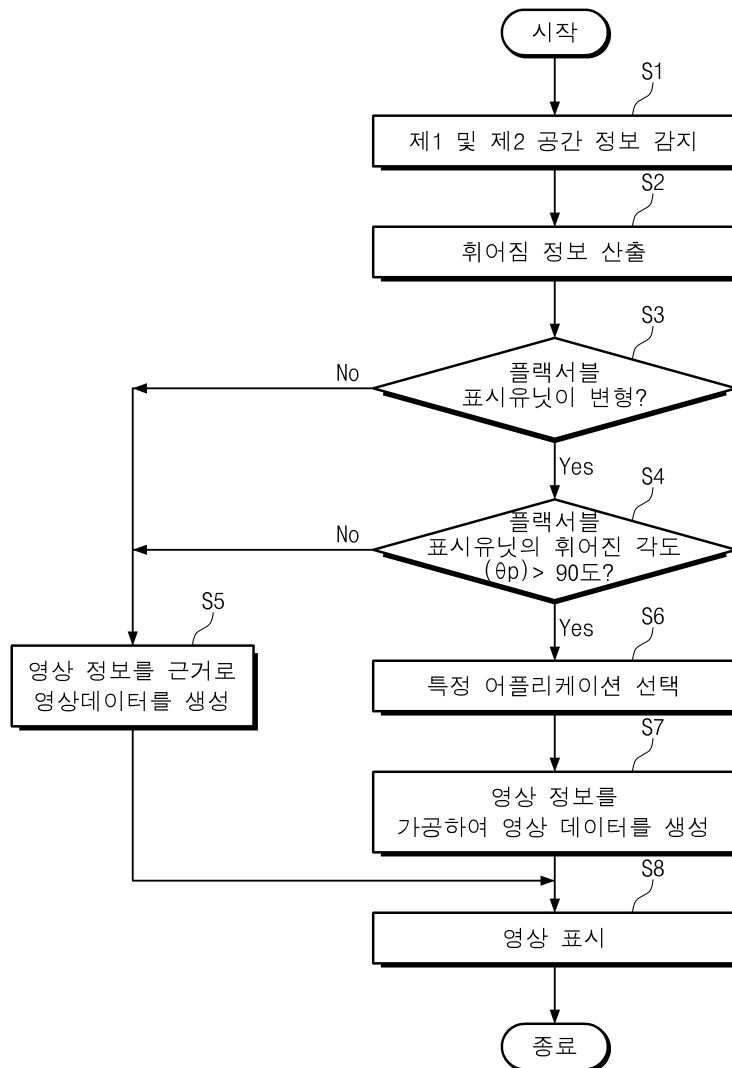 시작
S1
제1 및 제2 공간 정보 감지
S2
휘어짐 정보 산출
S3
플랙서블
표시유닛이 변형?
No
Yes
S4
플랙서블
표시유닛의 휘어진 각도
(θp)> 90도?
No
Yes
S5
영상 정보를 근거로
영상데이터를 생성
S6
특정 어플리케이션 선택
S7
영상 정보를
가공하여 영상 데이터를 생성
S8
영상 표시
종료